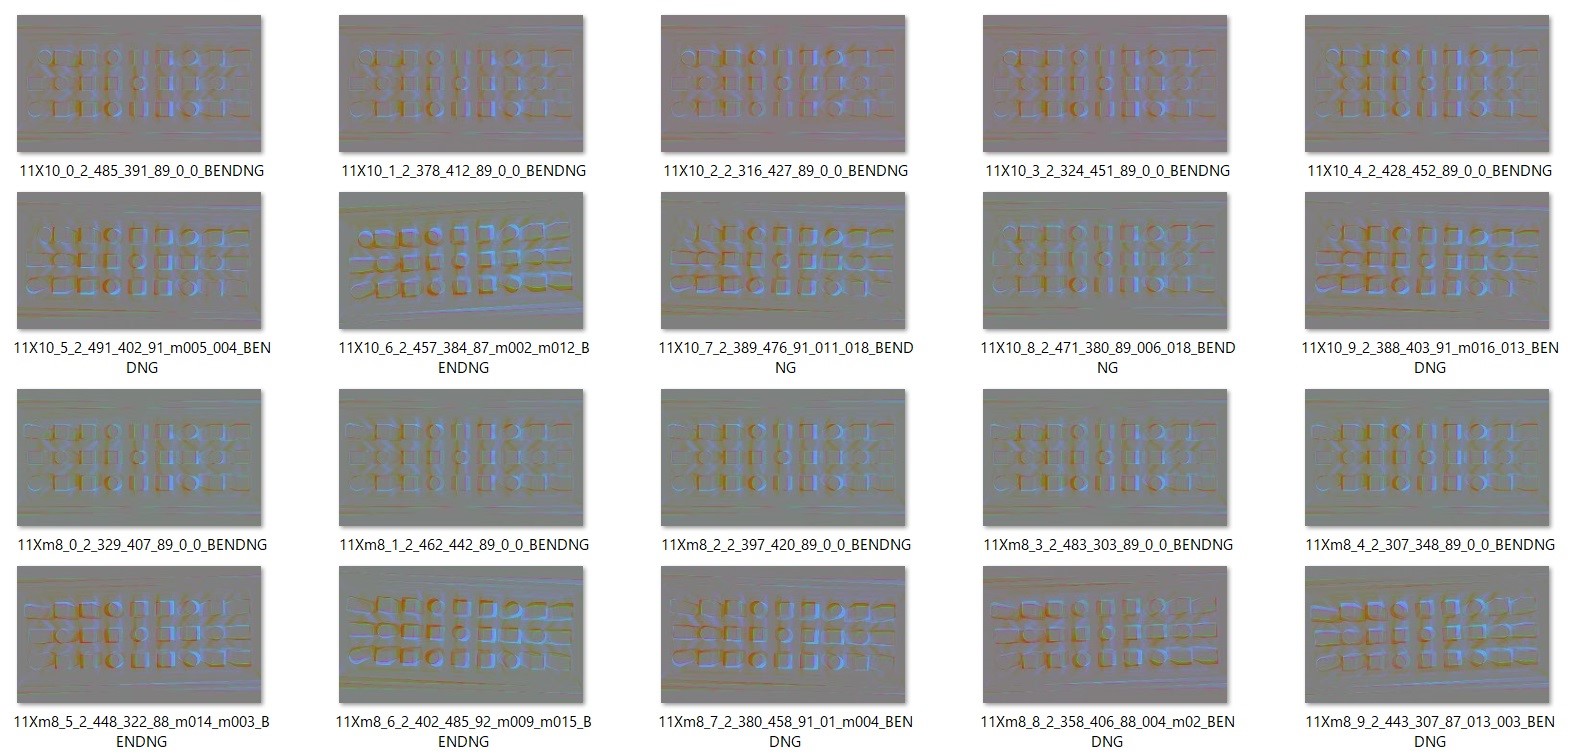 11X10_0_2_485_391_89_0_0_BENDNG
11X10_1_2_378_412_89_0_0_BENDNG
11X10_2_2_316_427_89_0_0_BENDNG
11X10_3_2_324_451_89_0_0_BENDNG
11X10_4_2_428_452_89_0_0_BENDNG
11X10_5_2_491_402_91_m005_004_BEN
DNG
11X10_6_2_457_384_87_m002_m012_B
ENDNG
11X10_7_2_389_476_91_011_018_BEND
NG
11X10_8_2_471_380_89_006_018_BEND
NG
11X10_9_2_388_403_91_m016_013_BEN
DNG
11Xm8_0_2_329_407_89_0_0_BENDNG
11Xm8_1_2_462_442_89_0_0_BENDNG
11Xm8_2_2_397_420_89_0_0_BENDNG
11Xm8_3_2_483_303_89_0_0_BENDNG
11Xm8_4_2_307_348_89_0_0_BENDNG
11Xm8_5_2_448_322_88_m014_m003_B
ENDNG
11Xm8_6_2_402_485_92_m009_m015_B
ENDNG
11Xm8_7_2_380_458_91_01_m004_BEN
DNG
11Xm8_8_2_358_406_88_004_m02_BEN
DNG
11Xm8_9_2_443_307_87_013_003_BEN
DNG